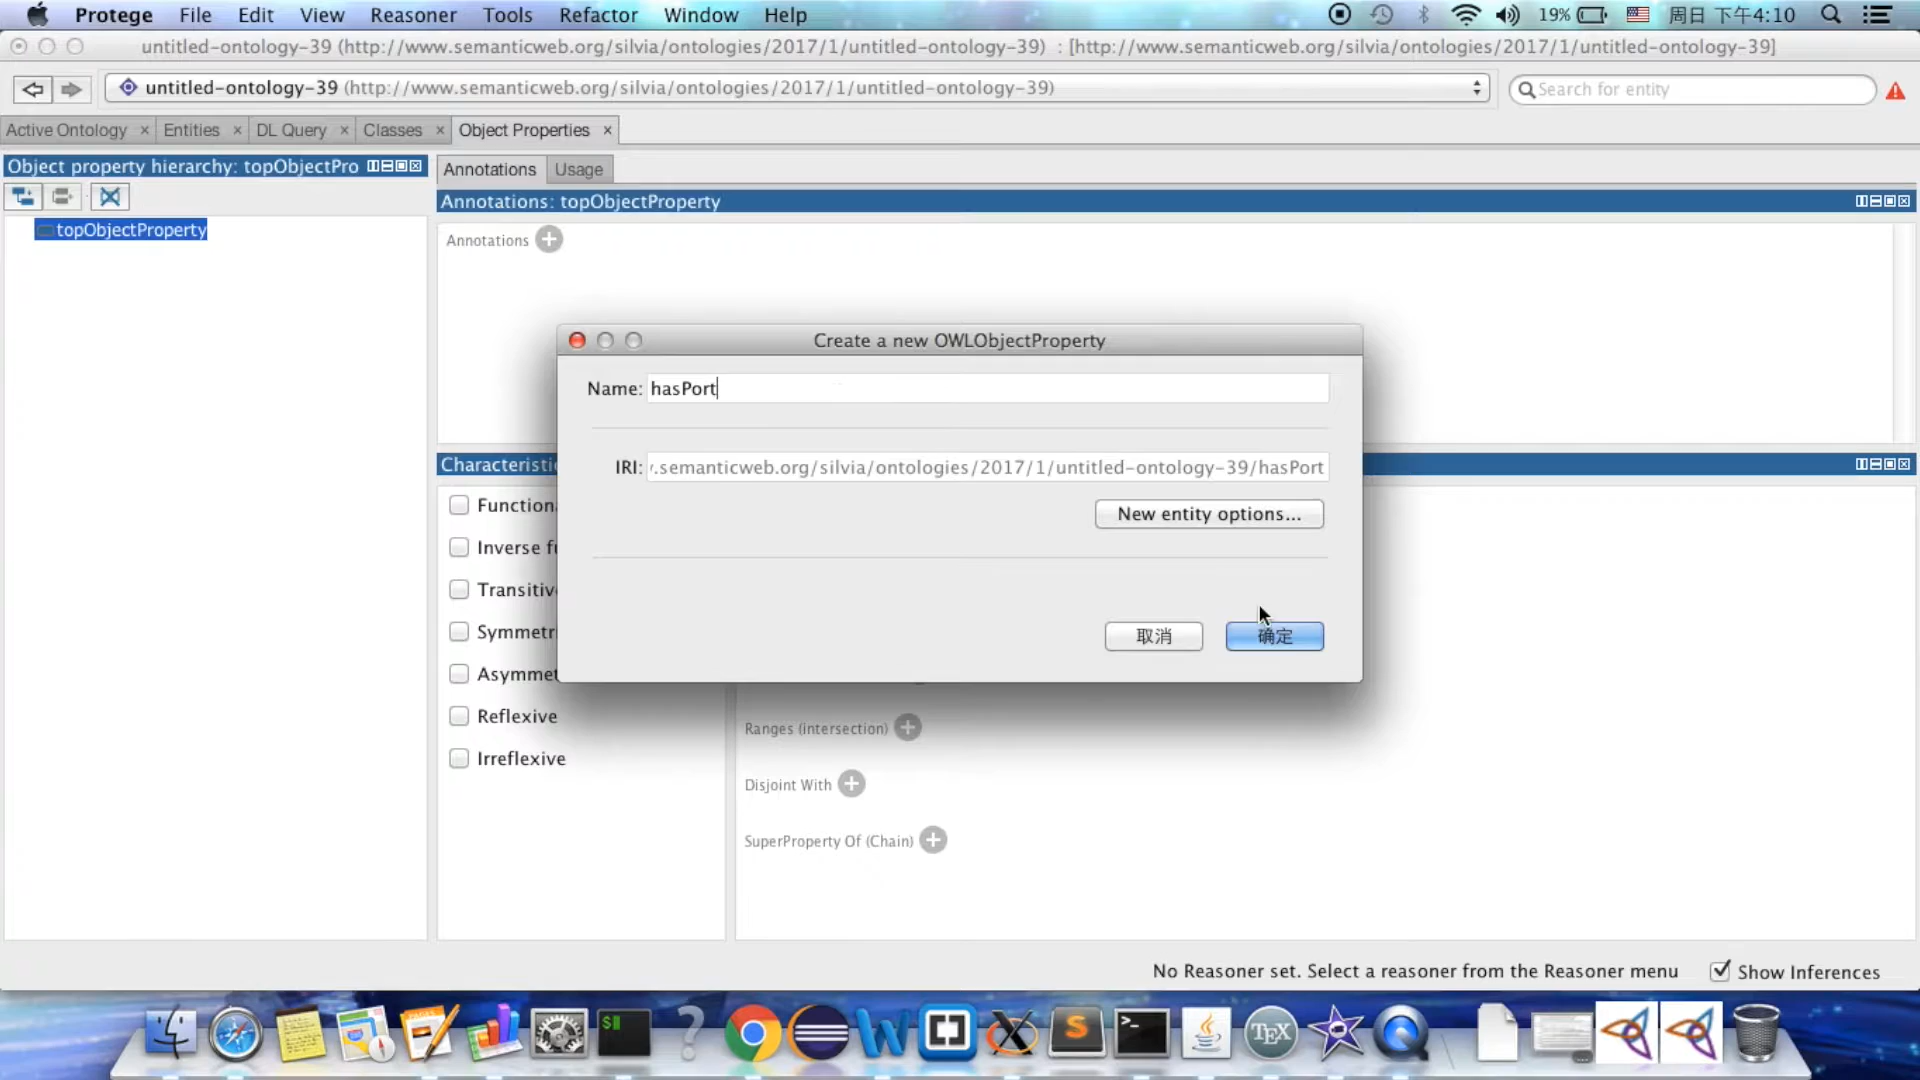 Protege File Edit View Reasoner Tools Refactor Window Help 19% 周日 下午4:10
untitled-ontology-39 (http://www.semanticweb.org/silvia/ontologies/2017/1/untitled-ontology-39) : [http://www.semanticweb.org/silvia/ontologies/2017/1/untitled-ontology-39]
untitled-ontology-39 (http://www.semanticweb.org/silvia/ontologies/2017/1/untitled-ontology-39) Search for entity
Active Ontology × Entities × DL Query × Classes × Object Properties ×
Object property hierarchy: topObjectPro
Annotations Usage
Annotations: topObjectProperty
topObjectProperty
Annotations
Create a new OWLObjectProperty
Name: hasPort
IRI: .semanticweb.org/silvia/ontologies/2017/1/untitled-ontology-39/hasPort
New entity options...
取消 确定
Characteristi
Functiona
Inverse fu
Transitive
Symmetri
Asymmet
Reflexive
Irreflexive
Ranges (intersection)
Disjoint With
SuperProperty Of (Chain)
No Reasoner set. Select a reasoner from the Reasoner menu Show Inferences
TEX